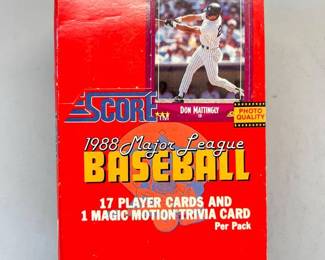 SCORE
DON MATTINGLY
1B
PHOTO
QUALITY
1988 Major League
BASEBALL
17 PLAYER CARDS AND
1 MAGIC MOTION TRIVIA CARD
Per Pack